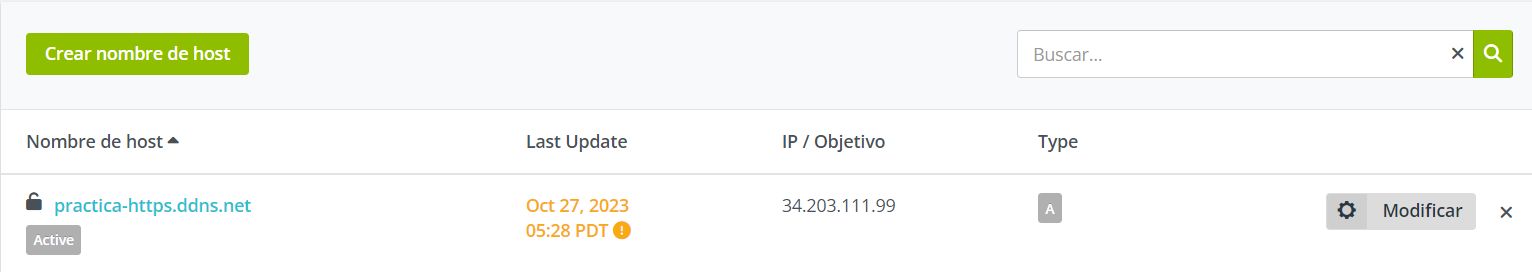 Crear nombre de host
Buscar...
Nombre de host Last Update IP / Objetivo Type
practica-https.ddns.net Oct 27, 2023 34.203.111.99 A Modificar
Active 05:28 PDT